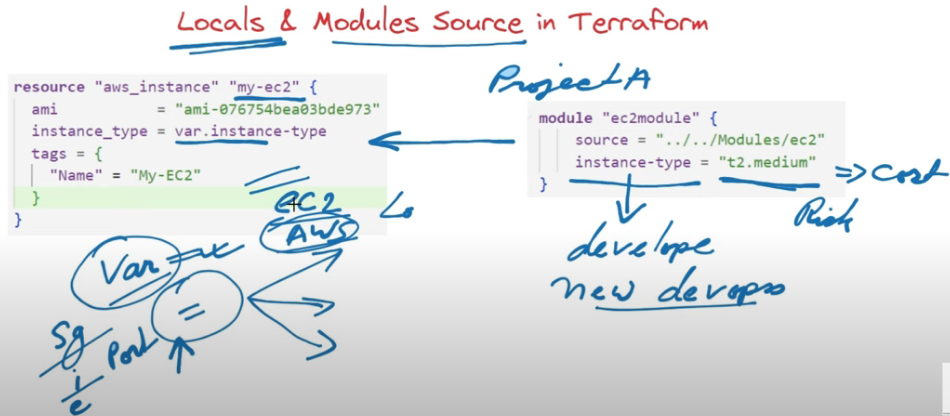 Locals & Modules Source in Terraform
Project A
resource "aws_instance" "my-ec2" {
ami = "ami-076754bea03bde973"
instance_type = var.instance-type
tags = {
"Name" = "My-EC2"
}
}
module "ec2module" {
source = "../../Modules/ec2"
instance-type = "t2.medium"
}
=> Cost
Risk
develope
new devops
EC2
AWS
Lo
Var
=
Sg
Port
i
e